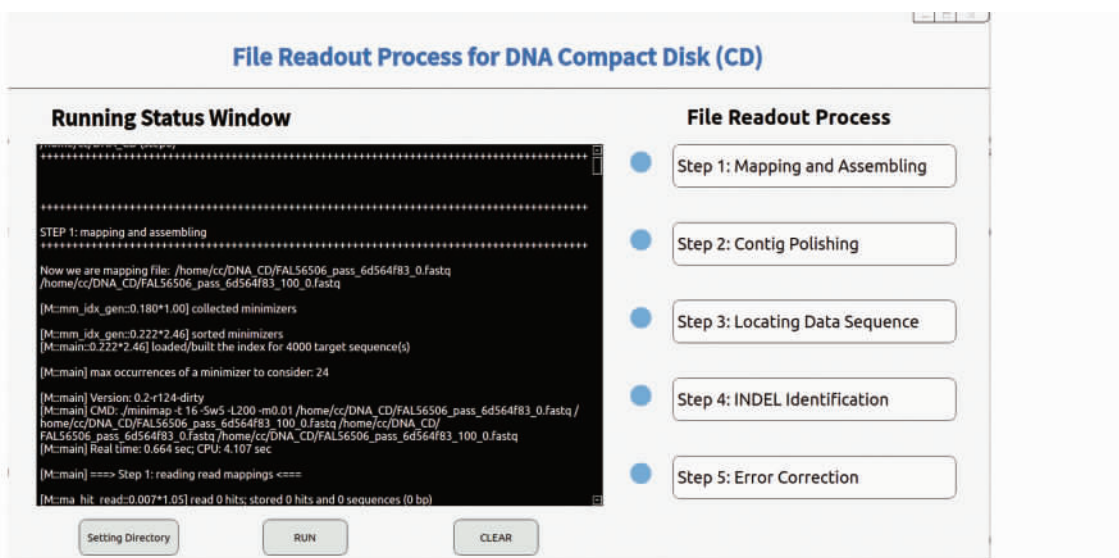 File Readout Process for DNA Compact Disk (CD)
Running Status Window
/home/cc/DNA_CD (steps)
++++++++++++++++++++++++++++++++++++++++++++++++++++++++++++++++++++++++++++++++++++++
++++++++++++++++++++++++++++++++++++++++++++++++++++++++++++++++++++++++++++++++++++++
STEP 1: mapping and assembling
++++++++++++++++++++++++++++++++++++++++++++++++++++++++++++++++++++++++++++++++++++++
Now we are mapping file: /home/cc/DNA_CD/FAL56506_pass_6d564f83_0.fastq
/home/cc/DNA_CD/FAL56506_pass_6d564f83_100_0.fastq
[M::mm_idx_gen::0.180*1.00] collected minimizers
[M::mm_idx_gen::0.222*2.46] sorted minimizers
[M::main::0.222*2.46] loaded/built the index for 4000 target sequence(s)
[M::main] max occurrences of a minimizer to consider: 24
[M::main] Version: 0.2-r124-dirty
[M::main] CMD: ./minimap -t 16 -Sw5 -L200 -m0.01 /home/cc/DNA_CD/FAL56506_pass_6d564f83_0.fastq /
home/cc/DNA_CD/FAL56506_pass_6d564f83_100_0.fastq /home/cc/DNA_CD/
FAL56506_pass_6d564f83_0.fastq /home/cc/DNA_CD/FAL56506_pass_6d564f83_100_0.fastq
[M::main] Real time: 0.664 sec; CPU: 4.107 sec
[M::main] ===> Step 1: reading read mappings <===
[M::ma_hit_read::0.007*1.05] read 0 hits; stored 0 hits and 0 sequences (0 bp)
Setting Directory
RUN
CLEAR
File Readout Process
Step 1: Mapping and Assembling
Step 2: Contig Polishing
Step 3: Locating Data Sequence
Step 4: INDEL Identification
Step 5: Error Correction